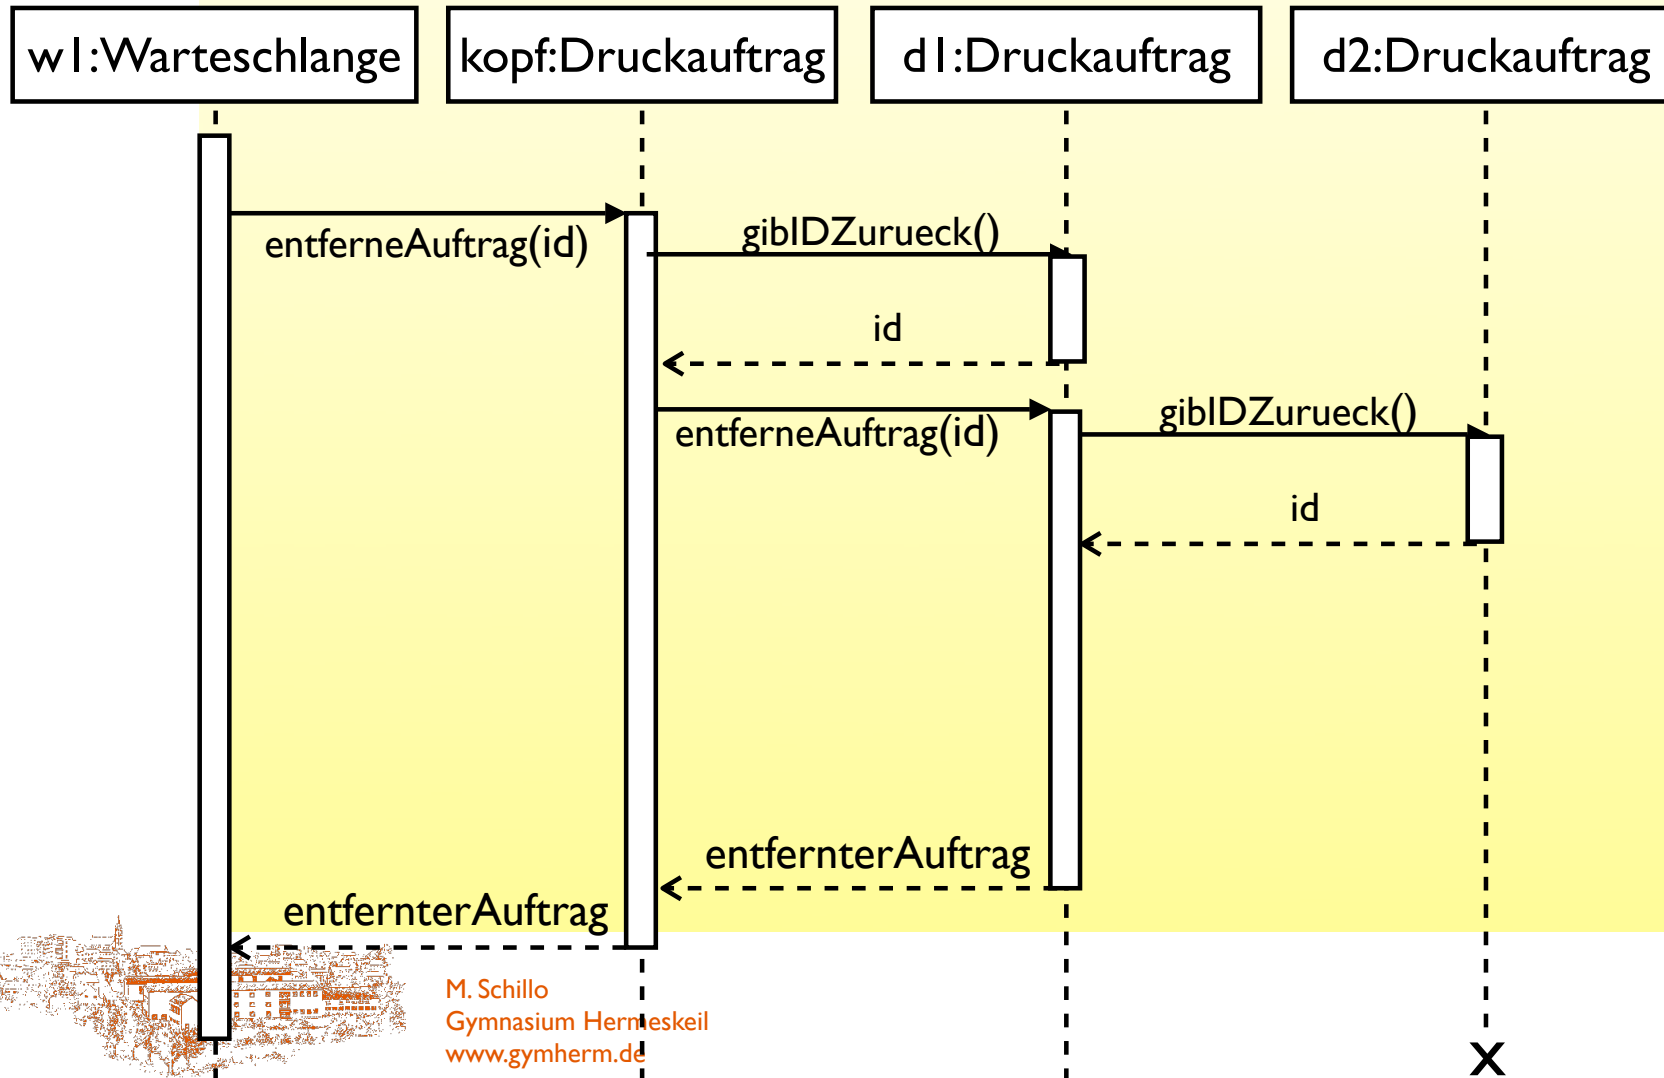 w1:Warteschlange
kopf:Druckauftrag
d1:Druckauftrag
d2:Druckauftrag
entferneAuftrag(id)
gibIDZurueck()
id
entferneAuftrag(id)
gibIDZurueck()
id
entfernterAuftrag
entfernterAuftrag
M. Schillo
Gymnasium Hermeskeil
www.gymherm.de
x